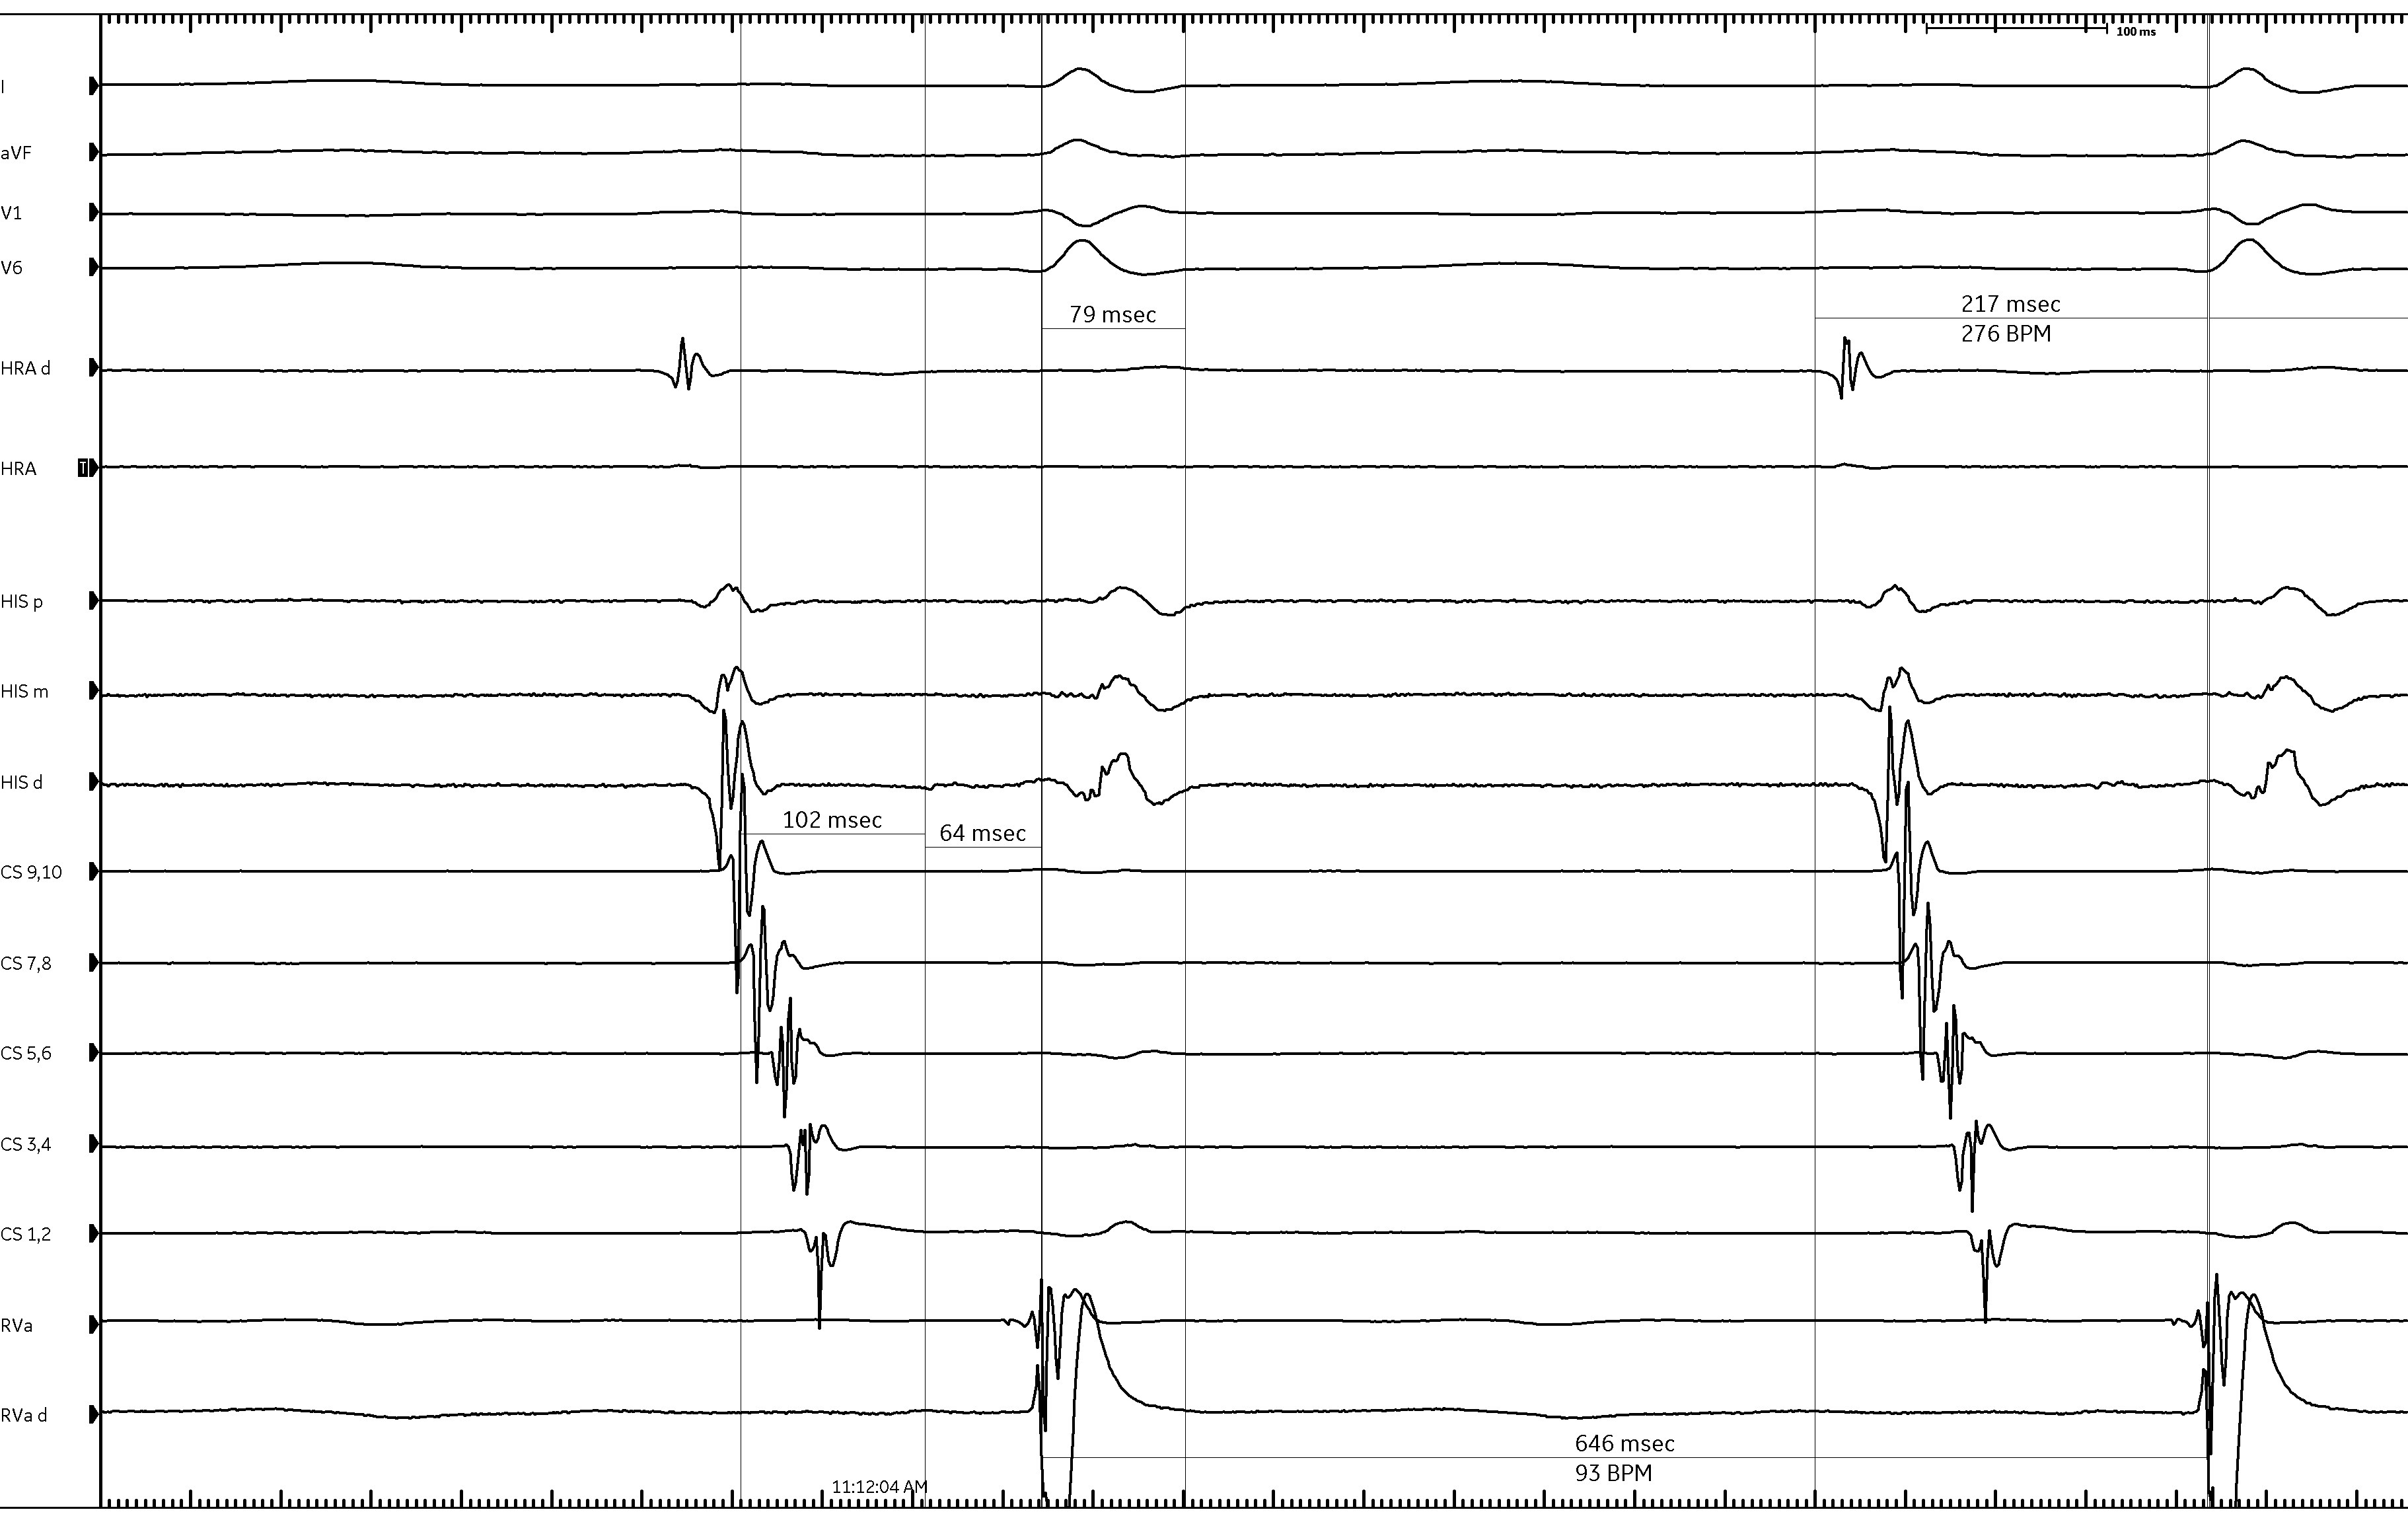 100 ms
I
aVF
V1
V6
79 msec
217 msec
276 BPM
HRA d
HRA
T
HIS p
HIS m
HIS d
102 msec
64 msec
CS 9,10
CS 7,8
CS 5,6
CS 3,4
CS 1,2
RVa
RVa d
646 msec
93 BPM
11:12:04 AM